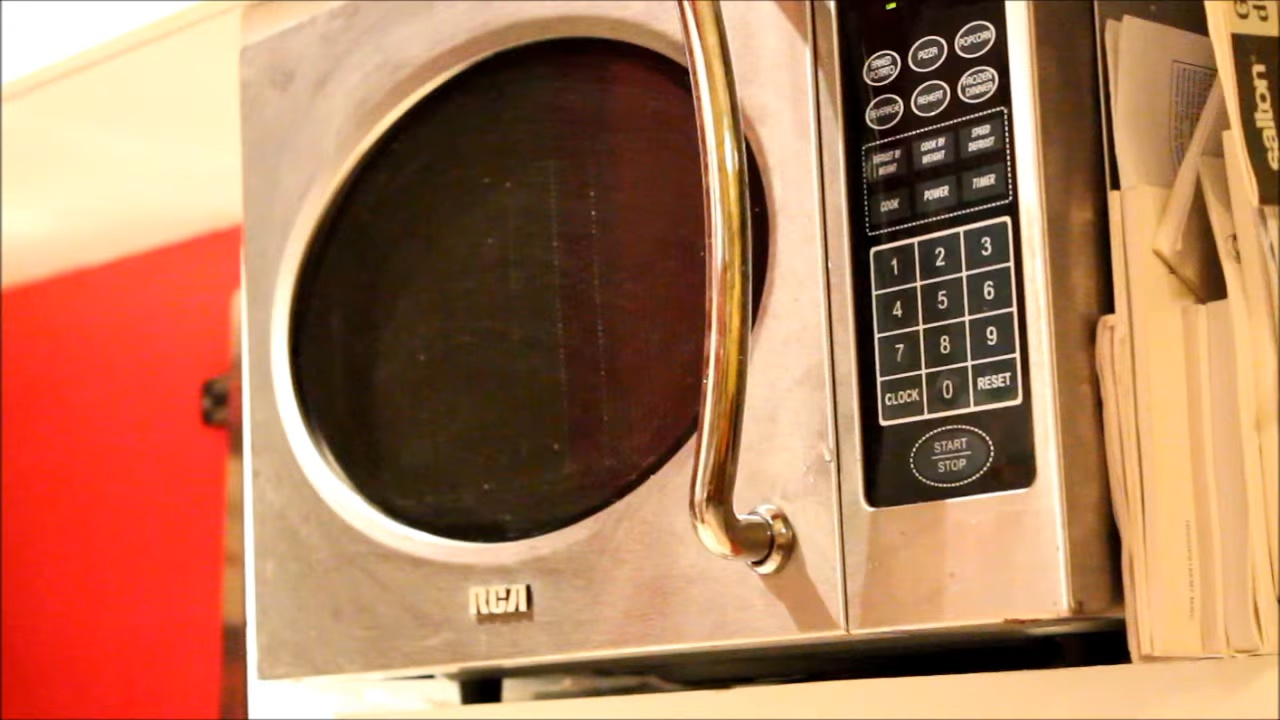 BAKED
POTATO
PIZZA
POPCORN
BEVERAGE
REHEAT
FROZEN
DINNER
DEFROST BY
WEIGHT
COOK BY
WEIGHT
SPEED
DEFROST
COOK
POWER
TIMER
1 2 3
4 5 6
7 8 9
CLOCK 0 RESET
START
STOP
RCA
salton